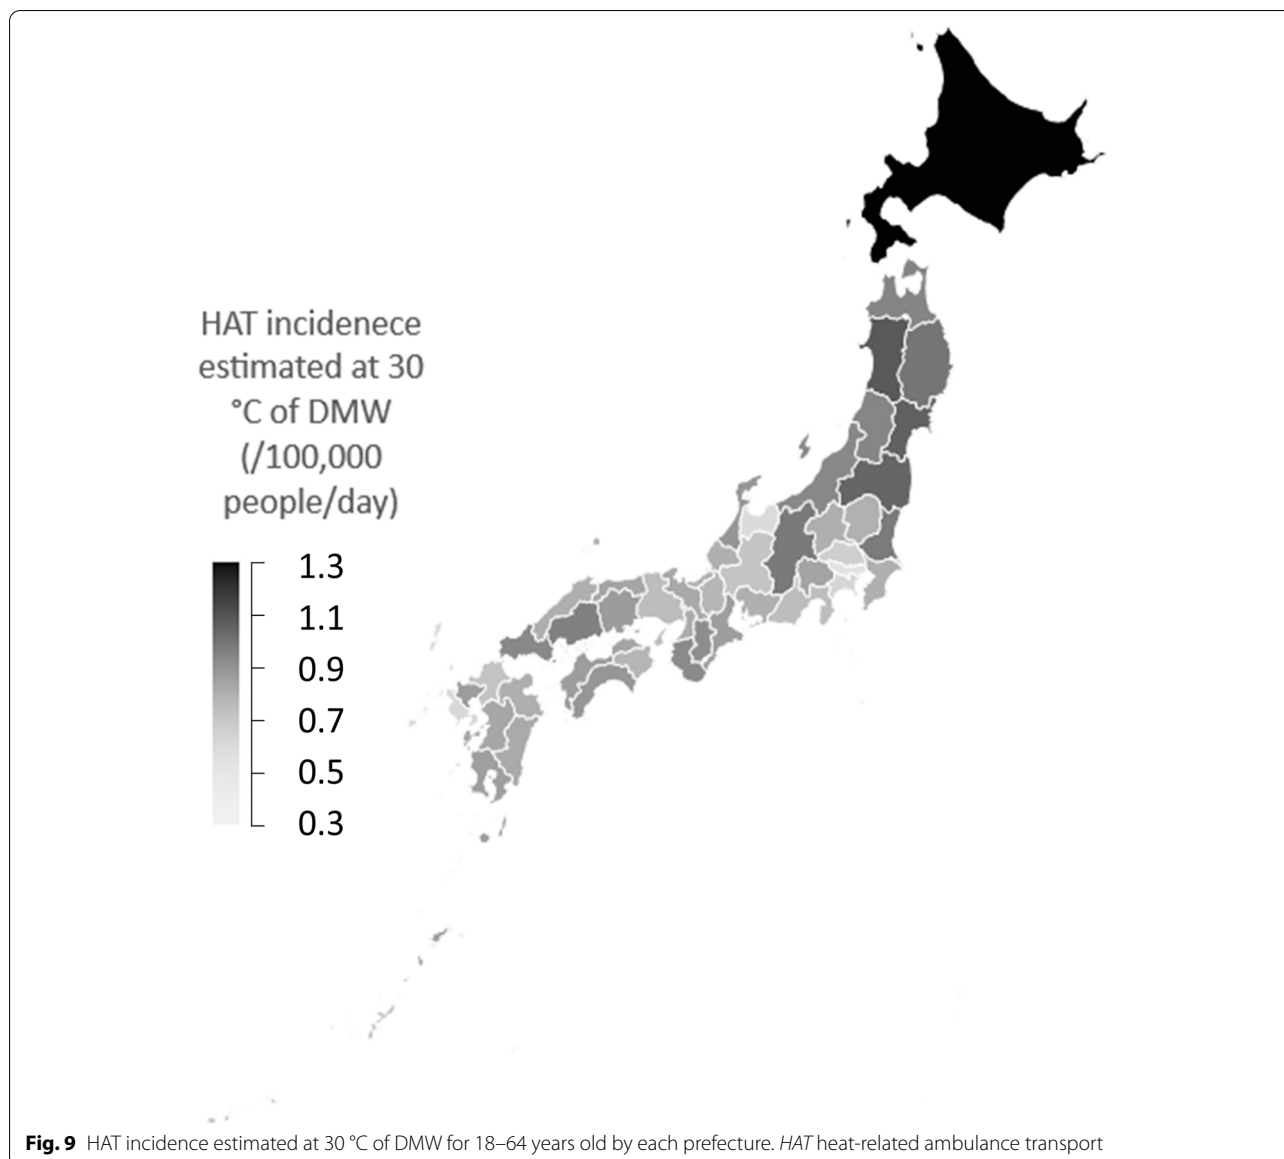 HAT incidenece
estimated at 30
°C of DMW
(/100,000
people/day)
1.3
1.1
0.9
0.7
0.5
0.3
Fig. 9 HAT incidence estimated at 30 °C of DMW for 18–64 years old by each prefecture. HAT heat-related ambulance transport